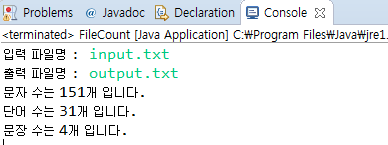 Problems @ Javadoc Declaration Console
<terminated> FileCount [Java Application] C:\Program Files\Java\jre1.
입력 파일명 : input.txt
출력 파일명 : output.txt
문자 수는 151개 입니다.
단어 수는 31개 입니다.
문장 수는 4개 입니다.